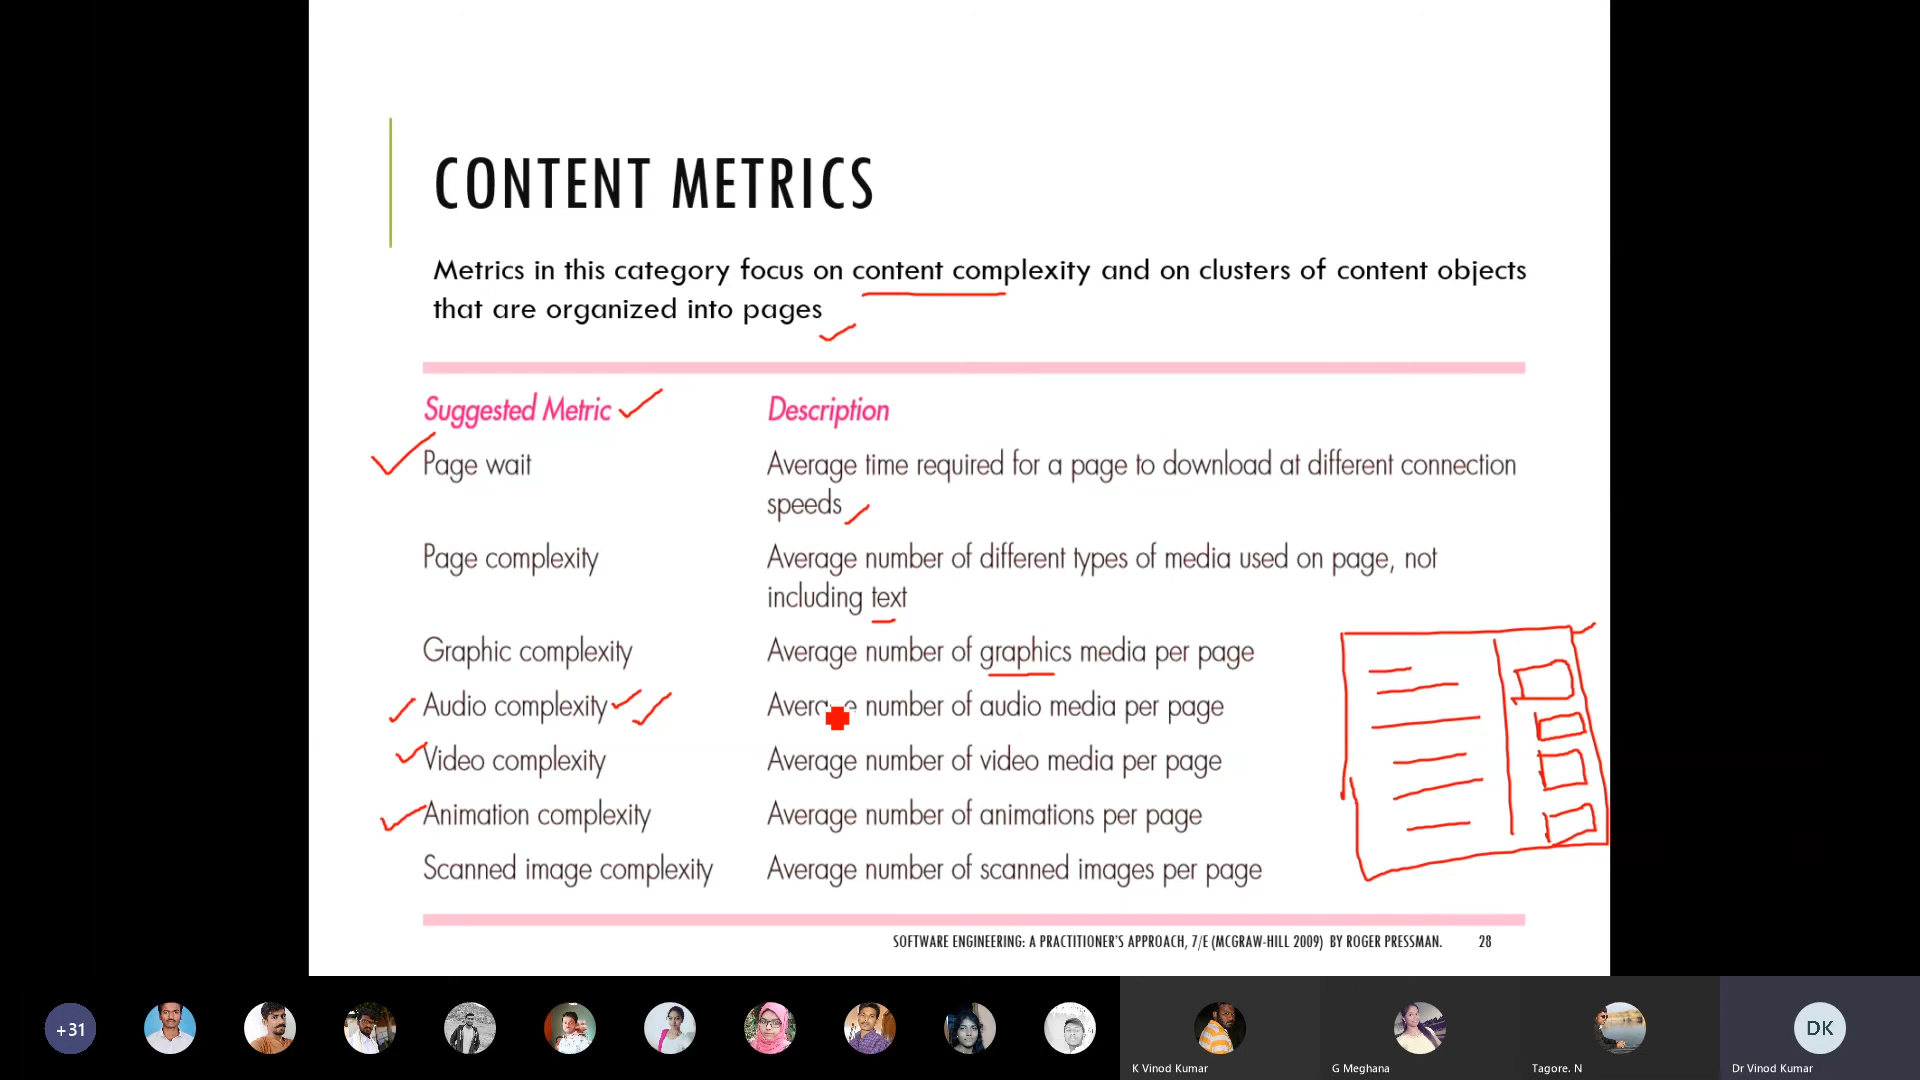 CONTENT METRICS
Metrics in this category focus on content complexity and on clusters of content objects
that are organized into pages
Suggested Metric Description
Page wait Average time required for a page to download at different connection
speeds
Page complexity Average number of different types of media used on page, not
including text
Graphic complexity Average number of graphics media per page
Audio complexity Average number of audio media per page
Video complexity Average number of video media per page
Animation complexity Average number of animations per page
Scanned image complexity Average number of scanned images per page
SOFTWARE ENGINEERING: A PRACTITIONER'S APPROACH, 7/E (MCGRAW-HILL 2009) BY ROGER PRESSMAN. 28
+31
DK
K Vinod Kumar
G Meghana
Tagore. N
Dr Vinod Kumar